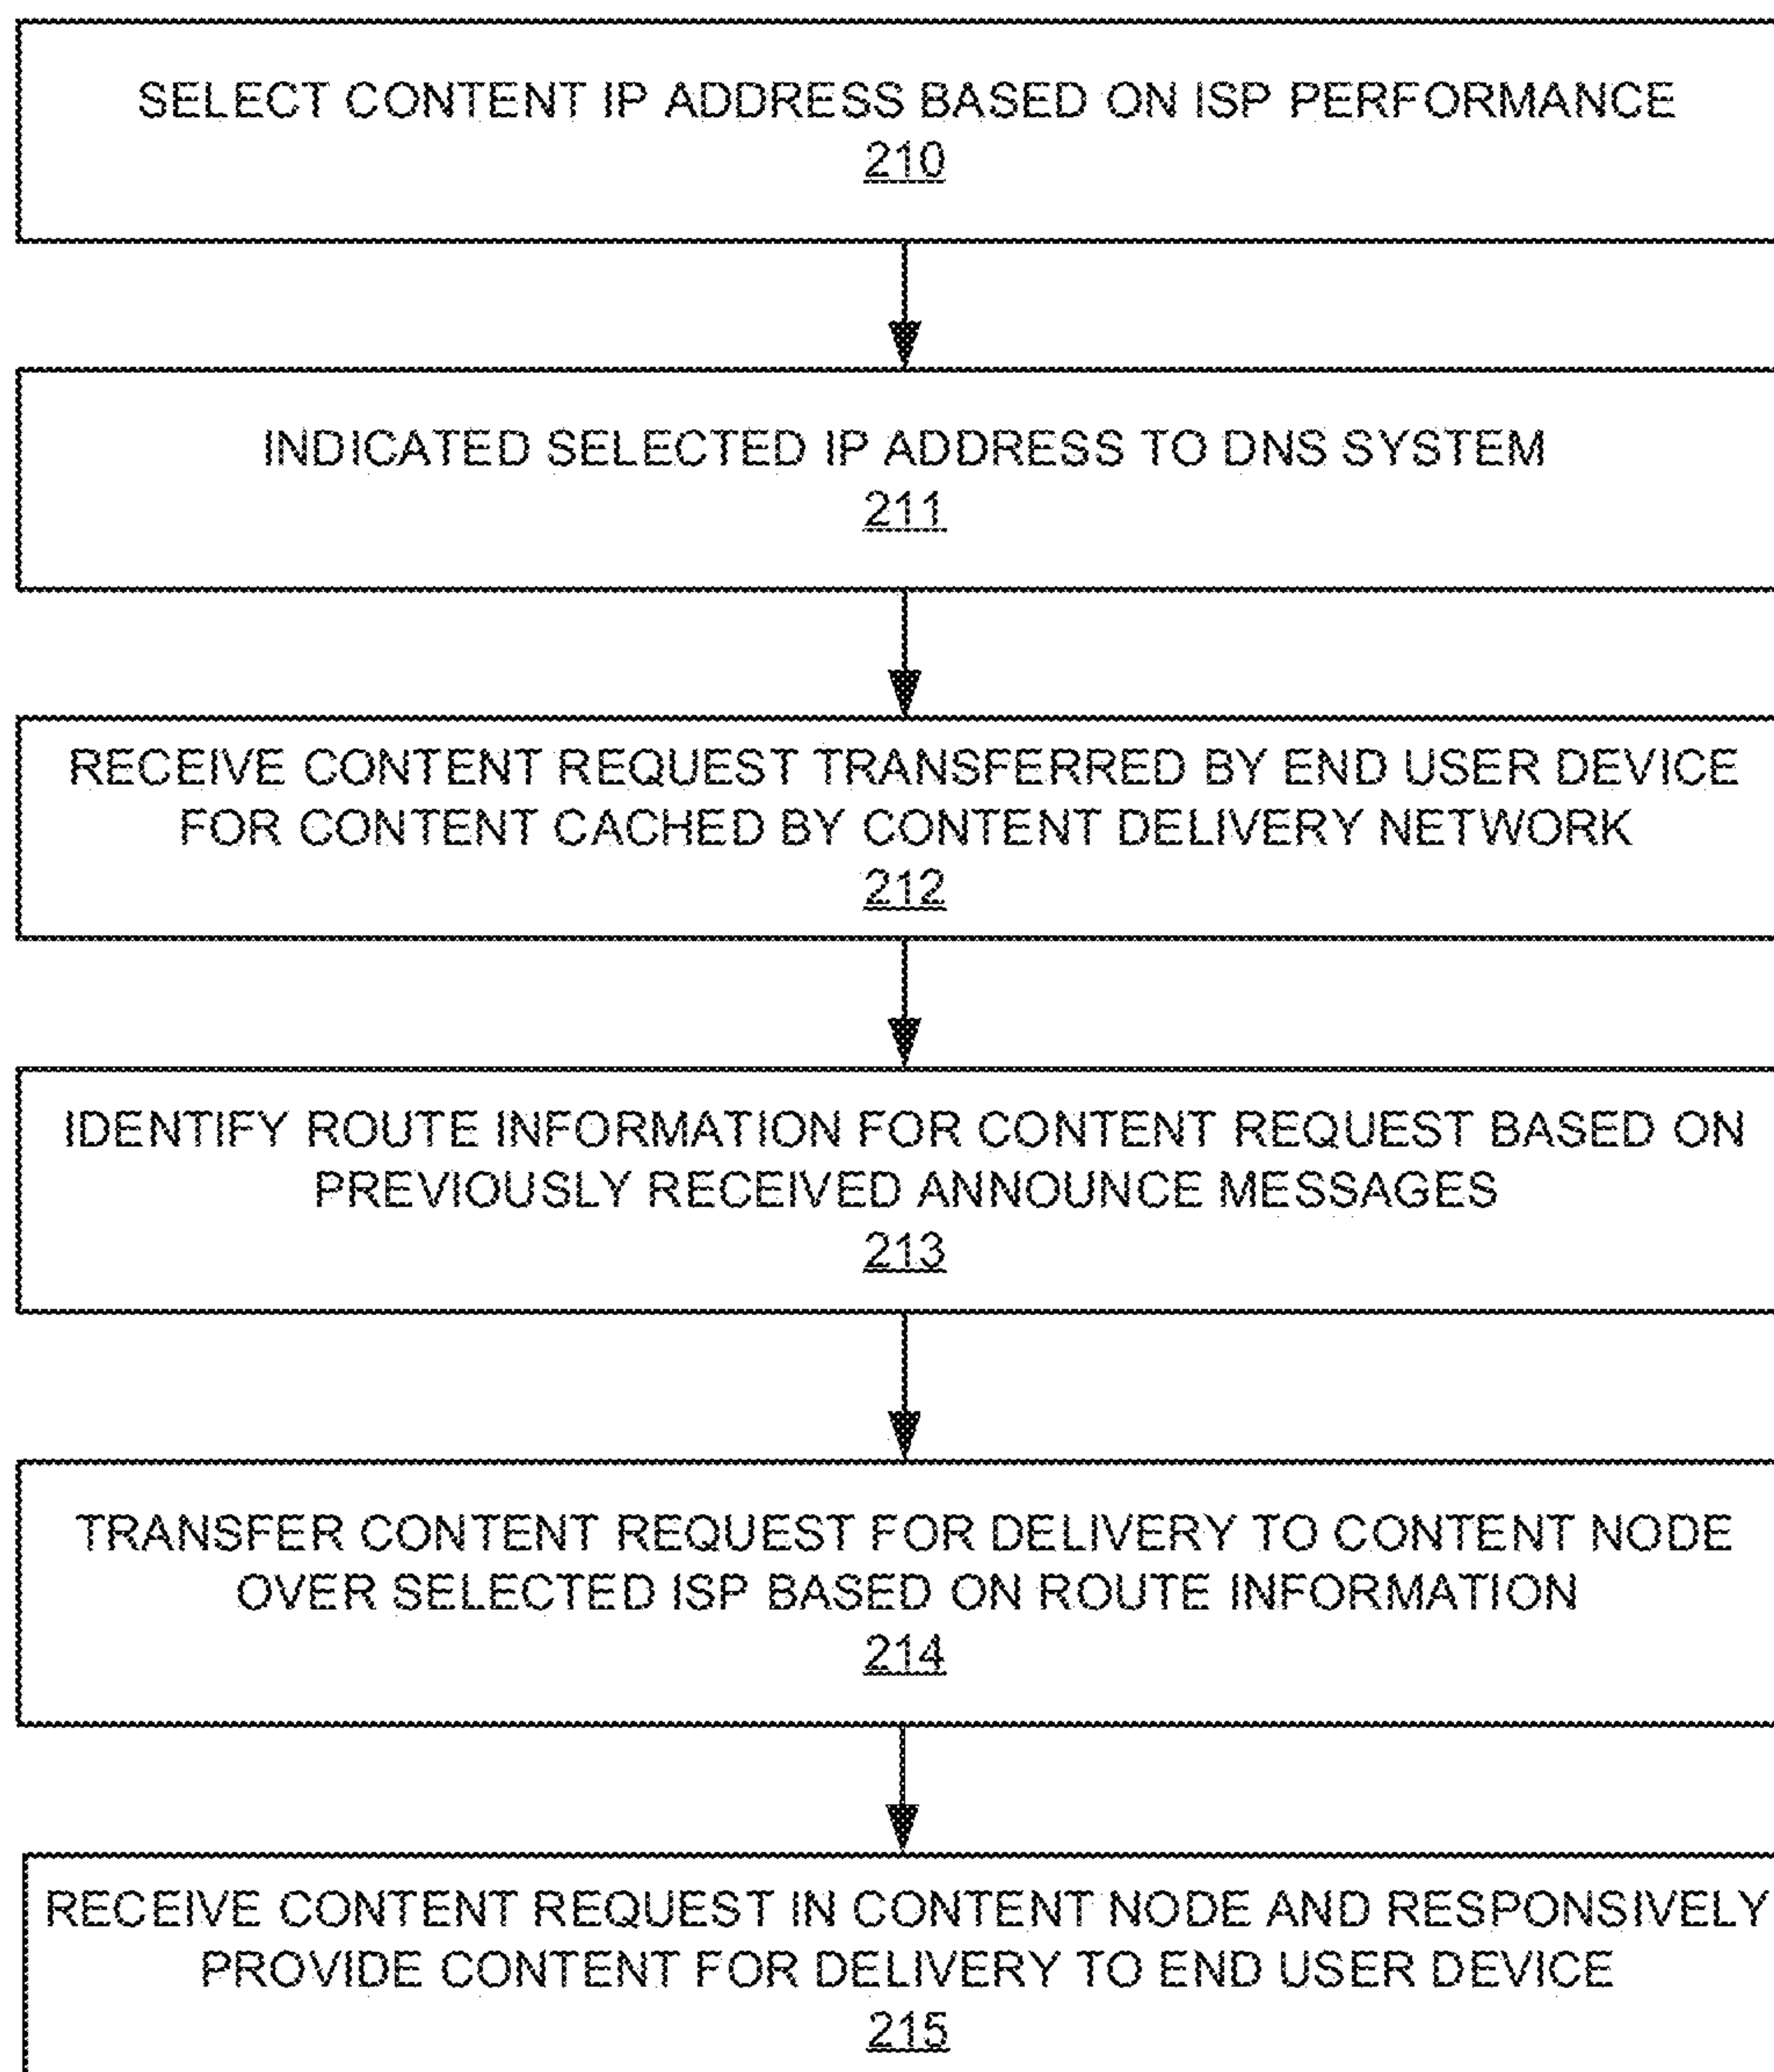 SELECT CONTENT IP ADDRESS BASED ON ISP PERFORMANCE
210
INDICATED SELECTED IP ADDRESS TO DNS SYSTEM
211
RECEIVE CONTENT REQUEST TRANSFERRED BY END USER DEVICE
FOR CONTENT CACHED BY CONTENT DELIVERY NETWORK
212
IDENTIFY ROUTE INFORMATION FOR CONTENT REQUEST BASED ON
PREVIOUSLY RECEIVED ANNOUNCE MESSAGES
213
TRANSFER CONTENT REQUEST FOR DELIVERY TO CONTENT NODE
OVER SELECTED ISP BASED ON ROUTE INFORMATION
214
RECEIVE CONTENT REQUEST IN CONTENT NODE AND RESPONSIVELY
PROVIDE CONTENT FOR DELIVERY TO END USER DEVICE
215